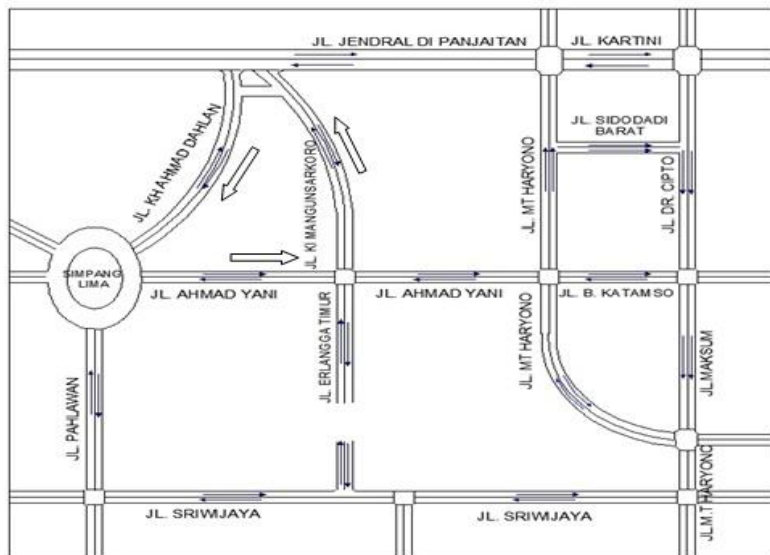 JL. JENDRAL DI PANJAITAN
JL. KARTINI
JL. KH AHMAD DAHLAN
JL. KI MANGUNSARKORO
JL. MT HARYONO
JL. SIDODADI
BARAT
JL. DR. CIPTO
SIMPANG
LIMA
JL. AHMAD YANI
JL. AHMAD YANI
JL. B. KATAMSO
JL. PAHLAWAN
JL. ERLANGGA TIMUR
JL. MT HARYONO
JL.MAKSUM
JL. SRIWIJAYA
JL. SRIWIJAYA
JL.M.T HARYONO